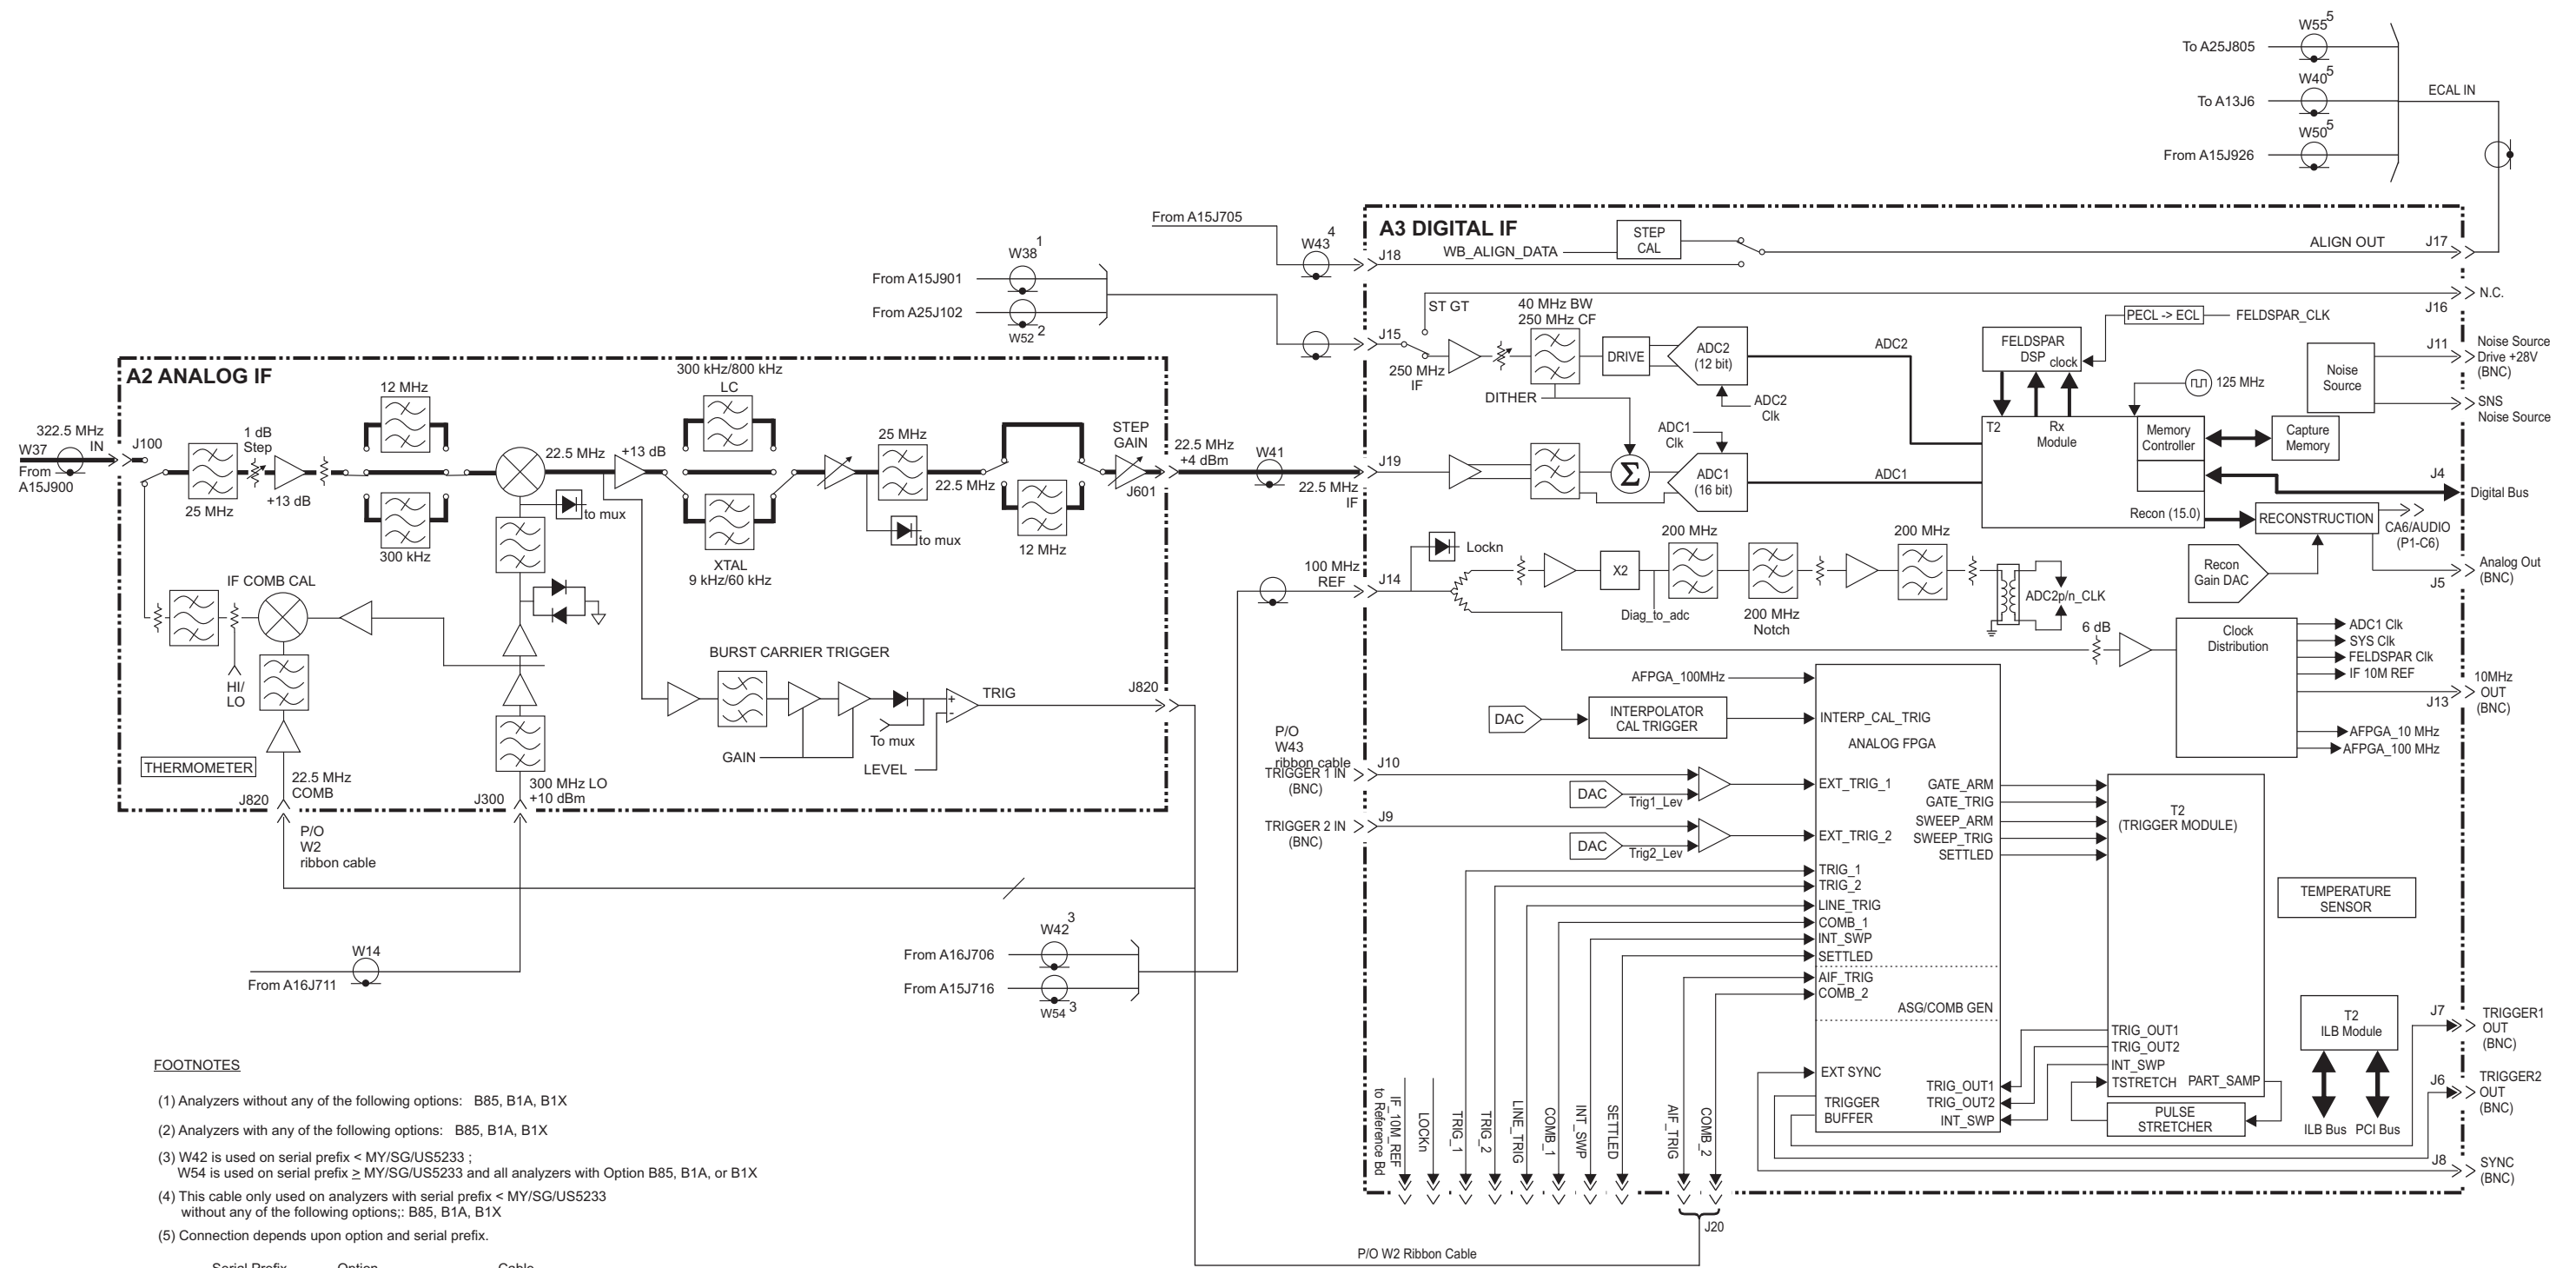 W55 5
To A25J805
W40 5
To A13J6
ECAL IN
W50 5
From A15J926
From A15J705
W43 4
W38 1
From A15J901
From A25J102
W52 2
A3 DIGITAL IF
J18
WB_ALIGN_DATA
STEP
CAL
ALIGN OUT
J17
N.C.
J16
ST GT
J15
250 MHz
IF
40 MHz BW
250 MHz CF
DRIVE
ADC2
(12 bit)
ADC2
ADC2
Clk
DITHER
FELDSPAR
DSP
clock
PECL -> ECL
FELDSPAR_CLK
125 MHz
Noise
Source
J11
Noise Source
Drive +28V
(BNC)
SNS
Noise Source
T2
Rx
Module
Memory
Controller
Capture
Memory
J4
Digital Bus
Recon (15.0)
RECONSTRUCTION
CA6/AUDIO
(P1-C6)
Recon
Gain DAC
Analog Out
(BNC)
J5
A2 ANALOG IF
322.5 MHz
IN
W37
From
A15J900
J100
25 MHz
1 dB
Step
+13 dB
12 MHz
300 kHz
22.5 MHz
+13 dB
300 kHz/800 kHz
LC
XTAL
9 kHz/60 kHz
to mux
25 MHz
22.5 MHz
to mux
12 MHz
STEP
GAIN
J601
22.5 MHz
+4 dBm
W41
22.5 MHz
IF
J19
ADC1
Clk
Σ
ADC1
(16 bit)
ADC1
IF COMB CAL
HI/
LO
THERMOMETER
22.5 MHz
COMB
J820
P/O
W2
ribbon cable
300 MHz LO
+10 dBm
J300
BURST CARRIER TRIGGER
GAIN
To mux
LEVEL
+
-
TRIG
J820
W14
From A16J711
100 MHz
REF
J14
Lockn
X2
Diag_to_adc
200 MHz
200 MHz
Notch
200 MHz
ADC2p/n_CLK
6 dB
Clock
Distribution
ADC1 Clk
SYS Clk
FELDSPAR Clk
IF 10M REF
10MHz
OUT
(BNC)
J13
AFPGA_10 MHz
AFPGA_100 MHz
AFPGA_100MHz
DAC
INTERPOLATOR
CAL TRIGGER
INTERP_CAL_TRIG
ANALOG FPGA
P/O
W43
ribbon cable
TRIGGER 1 IN
(BNC)
J10
DAC
Trig1_Lev
EXT_TRIG_1
TRIGGER 2 IN
(BNC)
J9
DAC
Trig2_Lev
EXT_TRIG_2
TRIG_1
TRIG_2
LINE_TRIG
COMB_1
INT_SWP
SETTLED
AIF_TRIG
COMB_2
ASG/COMB GEN
GATE_ARM
GATE_TRIG
SWEEP_ARM
SWEEP_TRIG
SETTLED
T2
(TRIGGER MODULE)
TEMPERATURE
SENSOR
TRIG_OUT1
TRIG_OUT2
INT_SWP
TSTRETCH
PART_SAMP
PULSE
STRETCHER
EXT SYNC
TRIGGER
BUFFER
TRIG_OUT1
TRIG_OUT2
INT_SWP
T2
ILB Module
ILB Bus
PCI Bus
J7
TRIGGER1
OUT
(BNC)
J6
TRIGGER2
OUT
(BNC)
J8
SYNC
(BNC)
IF_10M_REF
to Reference Bd
LOCKn
TRIG_1
TRIG_2
LINE_TRIG
COMB_1
INT_SWP
SETTLED
AIF_TRIG
COMB_2
J20
P/O W2 Ribbon Cable
W42 3
From A16J706
From A15J716
W54 3
FOOTNOTES
(1) Analyzers without any of the following options: B85, B1A, B1X
(2) Analyzers with any of the following options: B85, B1A, B1X
(3) W42 is used on serial prefix < MY/SG/US5233 ;
W54 is used on serial prefix ≥ MY/SG/US5233 and all analyzers with Option B85, B1A, or B1X
(4) This cable only used on analyzers with serial prefix < MY/SG/US5233
without any of the following options;: B85, B1A, B1X
(5) Connection depends upon option and serial prefix.
Serial Prefix Option Cable